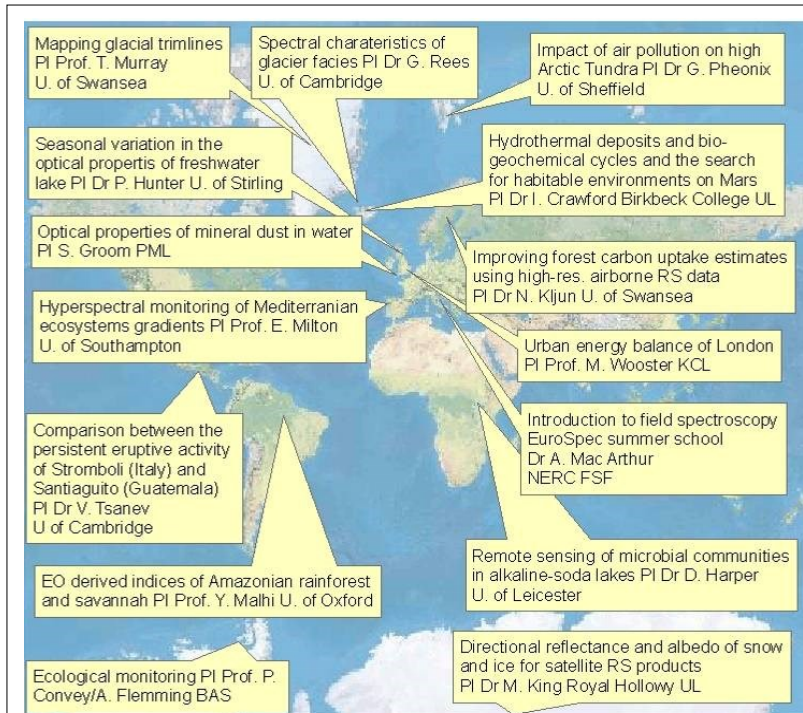 Mapping glacial trimlines
PI Prof. T. Murray
U. of Swansea
Spectral charateristics of
glacier facies PI Dr G. Rees
U. of Cambridge
Impact of air pollution on high
Arctic Tundra PI Dr G. Pheonix
U. of Sheffield
Seasonal variation in the
optical propertis of freshwater
lake PI Dr P. Hunter U. of Stirling
Hydrothermal deposits and bio-
geochemical cycles and the search
for habitable environments on Mars
PI Dr I. Crawford Birkbeck College UL
Optical properties of mineral dust in water
PI S. Groom PML
Improving forest carbon uptake estimates
using high-res. airborne RS data
PI Dr N. Kljun U. of Swansea
Hyperspectral monitoring of Mediterranian
ecosystems gradients PI Prof. E. Milton
U. of Southampton
Urban energy balance of London
PI Prof. M. Wooster KCL
Introduction to field spectroscopy
EuroSpec summer school
Dr A. Mac Arthur
NERC FSF
Comparison between the
persistent eruptive activity
of Stromboli (Italy) and
Santiaguito (Guatemala)
PI Dr V. Tsanev
U of Cambridge
Remote sensing of microbial communities
in alkaline-soda lakes PI Dr D. Harper
U. of Leicester
EO derived indices of Amazonian rainforest
and savannah PI Prof. Y. Malhi U. of Oxford
Directional reflectance and albedo of snow
and ice for satellite RS products
PI Dr M. King Royal Hollowy UL
Ecological monitoring PI Prof. P.
Convey/A. Flemming BAS